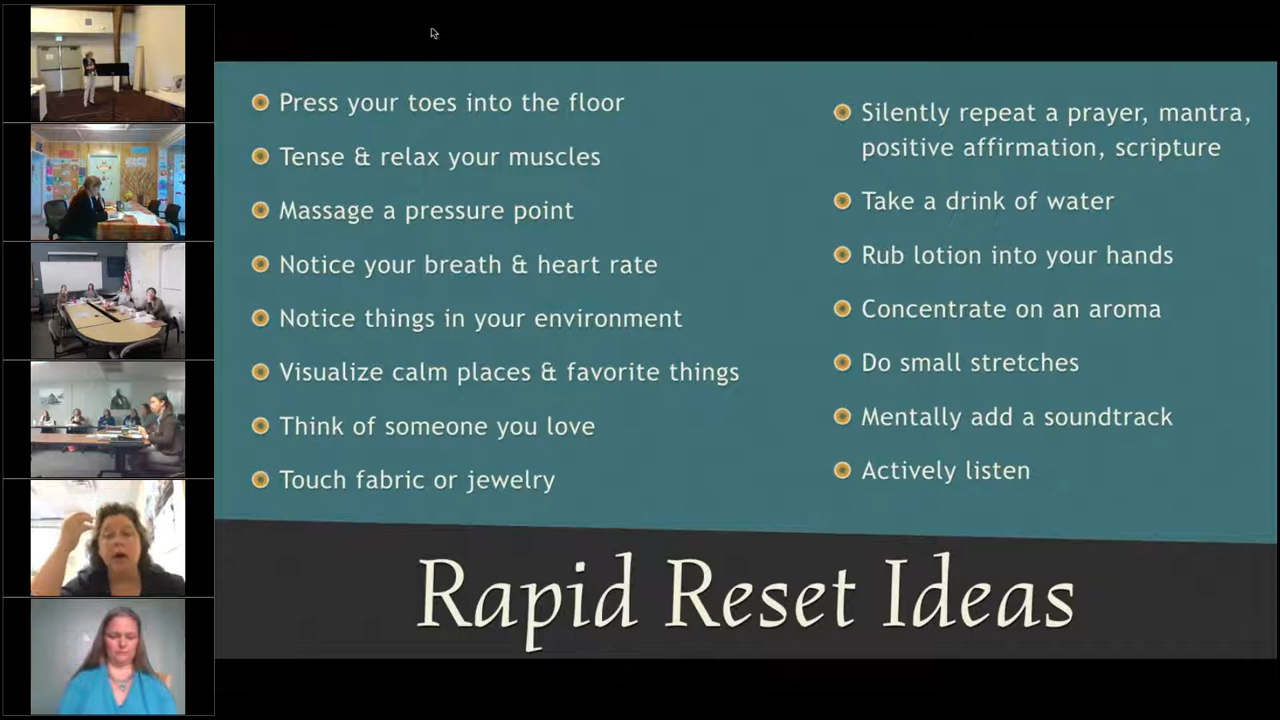 Press your toes into the floor
Tense & relax your muscles
Massage a pressure point
Notice your breath & heart rate
Notice things in your environment
Visualize calm places & favorite things
Think of someone you love
Touch fabric or jewelry
Silently repeat a prayer, mantra,
positive affirmation, scripture
Take a drink of water
Rub lotion into your hands
Concentrate on an aroma
Do small stretches
Mentally add a soundtrack
Actively listen
Rapid Reset Ideas